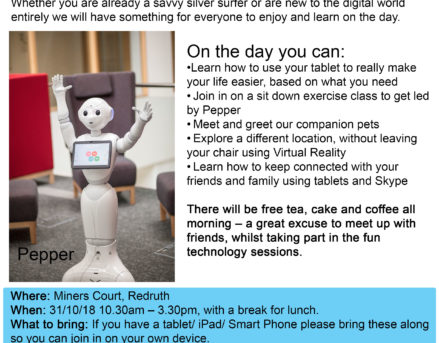 Whether you are already a savvy silver surfer or are new to the digital world
entirely we will have something for everyone to enjoy and learn on the day.
On the day you can:
•Learn how to use your tablet to really make
your life easier, based on what you need
•Join in on a sit down exercise class to get led
by Pepper
• Meet and greet our companion pets
•Explore a different location, without leaving
your chair using Virtual Reality
•Learn how to keep connected with your
friends and family using tablets and Skype
There will be free tea, cake and coffee all
morning – a great excuse to meet up with
friends, whilst taking part in the fun
technology sessions.
Pepper
Where: Miners Court, Redruth
When: 31/10/18 10.30am – 3.30pm, with a break for lunch.
What to bring: If you have a tablet/ iPad/ Smart Phone please bring these along
so you can join in on your own device.